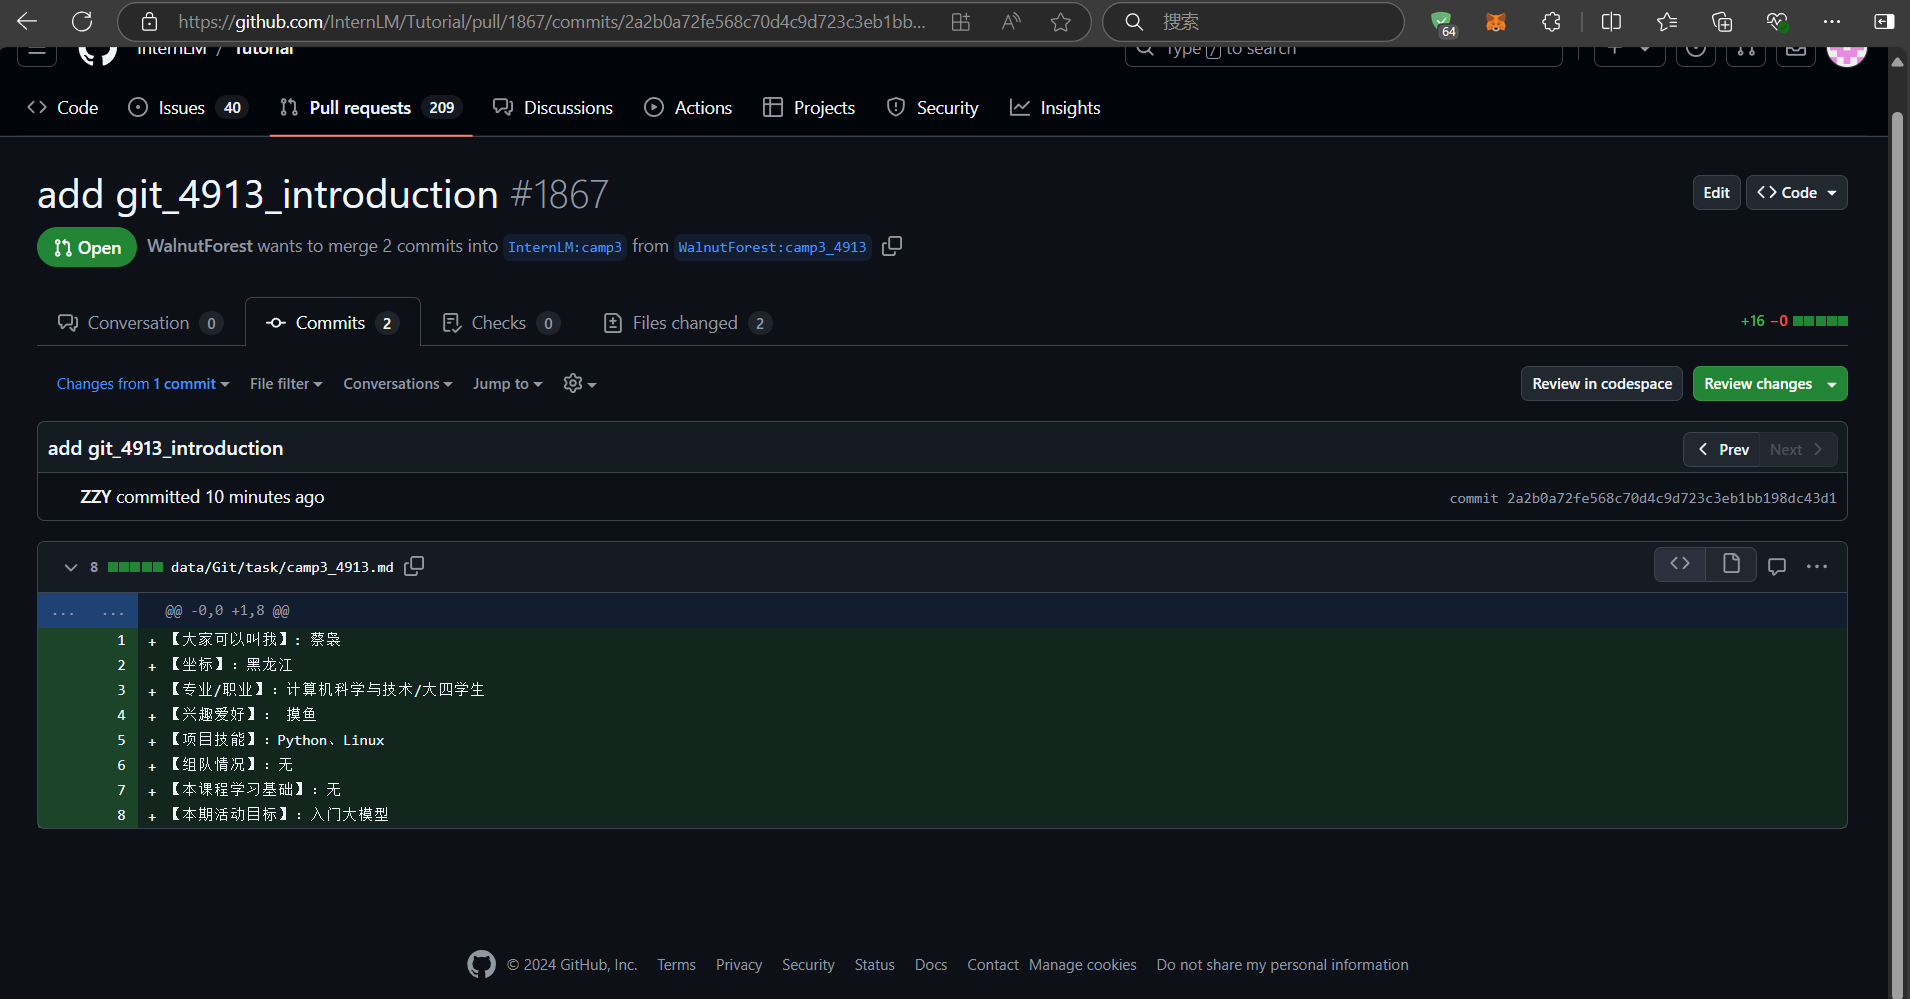 https://github.com/InternLM/Tutorial/pull/1867/commits/2a2b0a72fe568c70d4c9d723c3eb1bb...
搜索
64
InternLM / Tutorial
Type / to search
Code
Issues 40
Pull requests 209
Discussions
Actions
Projects
Security
Insights
add git_4913_introduction #1867
Edit
Code
Open
WalnutForest wants to merge 2 commits into InternLM:camp3 from WalnutForest:camp3_4913
Conversation 0
Commits 2
Checks 0
Files changed 2
+16 −0
Changes from 1 commit
File filter
Conversations
Jump to
Review in codespace
Review changes
add git_4913_introduction
Prev
Next
ZZY committed 10 minutes ago
commit 2a2b0a72fe568c70d4c9d723c3eb1bb198dc43d1
8 data/Git/task/camp3_4913.md
... ... @@ -0,0 +1,8 @@
1 + 【大家可以叫我】: 蔡袅
2 + 【坐标】: 黑龙江
3 + 【专业/职业】: 计算机科学与技术/大四学生
4 + 【兴趣爱好】: 摸鱼
5 + 【项目技能】: Python、Linux
6 + 【组队情况】: 无
7 + 【本课程学习基础】: 无
8 + 【本期活动目标】: 入门大模型
© 2024 GitHub, Inc.
Terms
Privacy
Security
Status
Docs
Contact
Manage cookies
Do not share my personal information